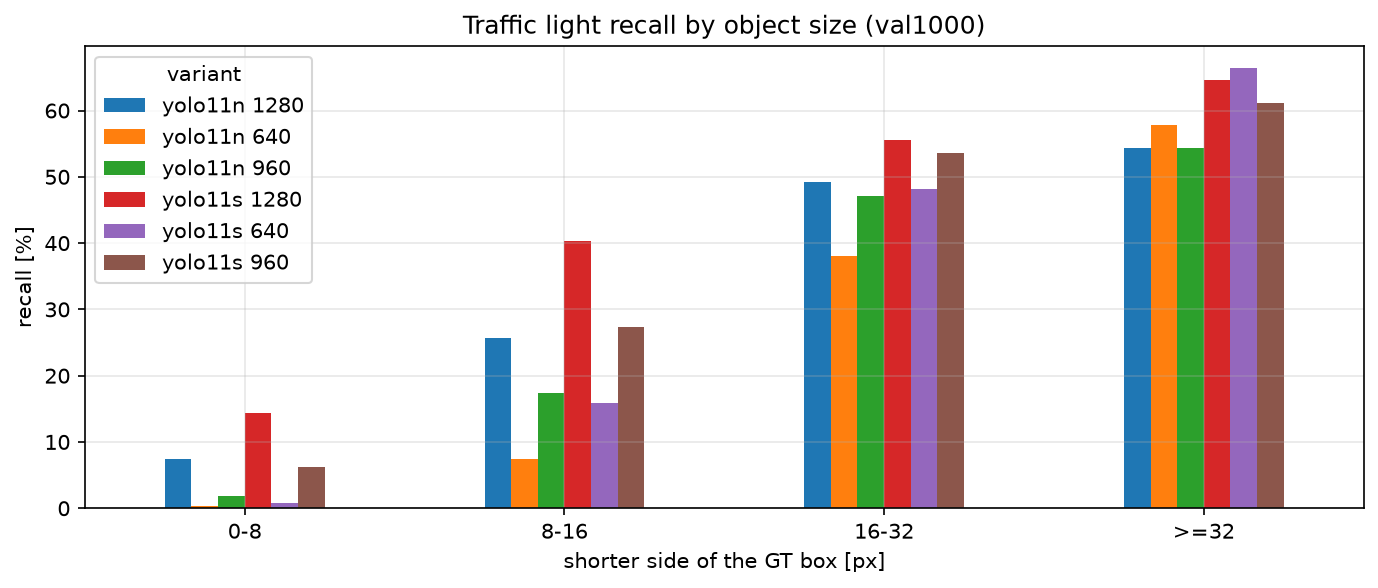 Traffic light recall by object size (val1000)
variant
yolo11n 1280
yolo11n 640
yolo11n 960
yolo11s 1280
yolo11s 640
yolo11s 960
recall [%]
60
50
40
30
20
10
0
0-8 8-16 16-32 >=32
shorter side of the GT box [px]